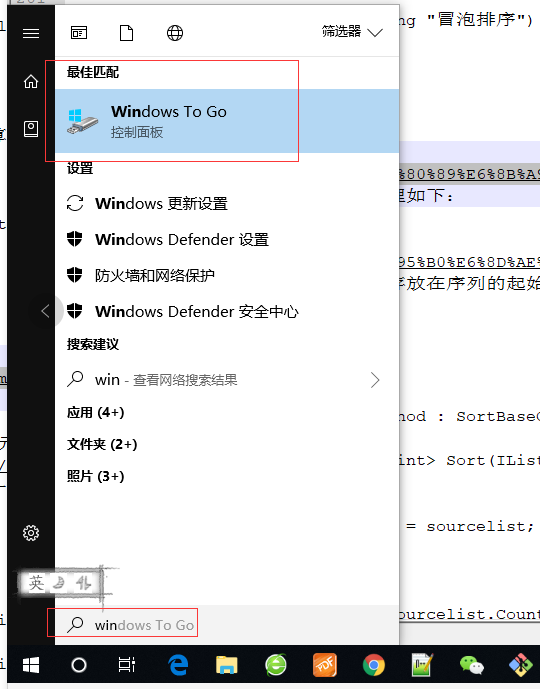 筛选器
ng "冒泡排序")
最佳匹配
Windows To Go
控制面板
%80%89%E6%8B%A9
设置
里如下：
Windows 更新设置
Windows Defender 设置
95%B0%E6%8D%AE%
防火墙和网络保护
序放在序列的起始
Windows Defender 安全中心
搜索建议
win - 查看网络搜索结果
应用 (4+)
hod : SortBase
文件夹 (2+)
int> Sort(IList
照片 (3+)
= sourcelist;
英
windows To Go
ourcelist.Count
PDF